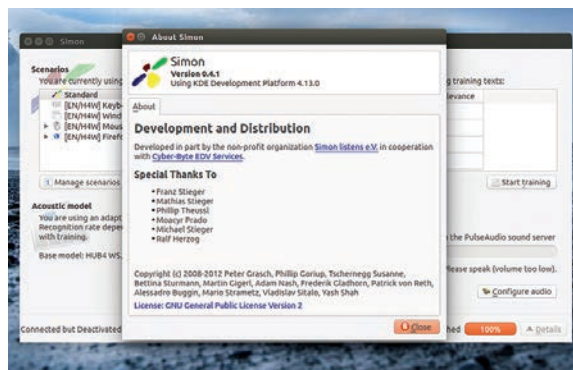 Simon
About Simon
Scenarios
You are currently using
Standard
[EN/H4W] Keyb
[EN/H4W] Wind
[EN/H4W] Mous
[EN/H4W] Firefo
Manage scenarios
Acoustic model
You are using an adapt
Recognition rate depe
with training.
Base model: HUB4 WS,
Connected but Deactivated
Simon
Version 0.4.1
Using KDE Development Platform 4.13.0
About
Development and Distribution
Developed in part by the non-profit organization Simon listens e.V. in cooperation
with Cyber-Byte EDV Services.
Special Thanks To
• Franz Stieger
• Mathias Stieger
• Phillip Theussl
• Moacyr Prado
• Michael Stieger
• Ralf Herzog
Copyright (c) 2008-2012 Peter Grasch, Phillip Goriup, Tschernegg Susanne,
Bettina Sturmann, Martin Gigerl, Adam Nash, Frederik Gladhorn, Patrick von Reth,
Alessadro Buggin, Mario Strametz, Vladislav Sitalo, Yash Shah
License: GNU General Public License Version 2
Close
g training texts:
levance
Start training
the PulseAudio sound server
Please speak (volume too low).
Configure audio
hed
100%
Details